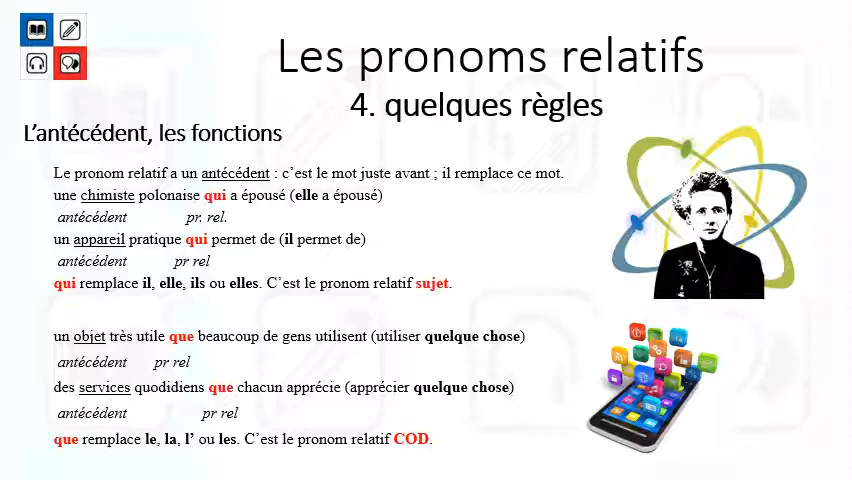 Les pronoms relatifs
4. quelques règles
L'antécédent, les fonctions
Le pronom relatif a un antécédent : c'est le mot juste avant ; il remplace ce mot.
une chimiste polonaise qui a épousé (elle a épousé)
antécédent pr. rel.
un appareil pratique qui permet de (il permet de)
antécédent pr rel
qui remplace il, elle, ils ou elles. C'est le pronom relatif sujet.
un objet très utile que beaucoup de gens utilisent (utiliser quelque chose)
antécédent pr rel
des services quodidiens que chacun apprécie (apprécier quelque chose)
antécédent pr rel
que remplace le, la, l' ou les. C'est le pronom relatif COD.